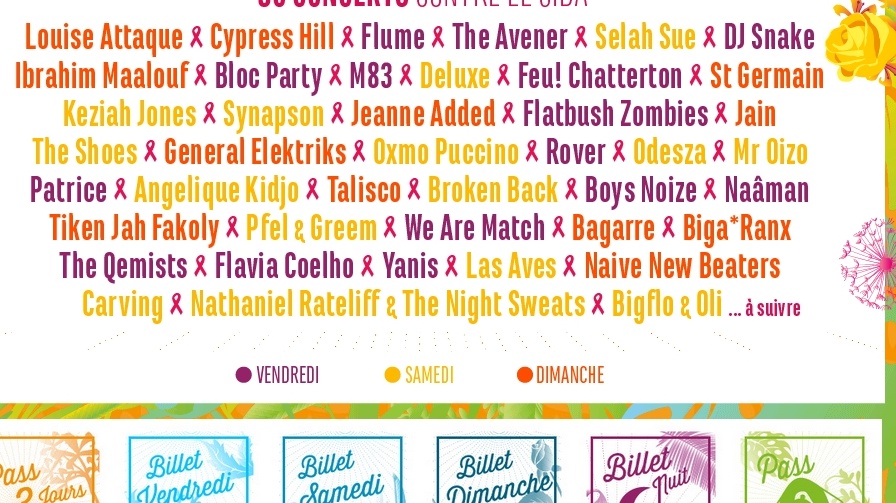 CONTRE LE SIDA
Louise Attaque Cypress Hill Flume The Avener Selah Sue DJ Snake
Ibrahim Maalouf Bloc Party M83 Deluxe Feu! Chatterton St Germain
Keziah Jones Synapson Jeanne Added Flatbush Zombies Jain
The Shoes General Elektriks Oxmo Puccino Rover Odesza Mr Oizo
Patrice Angelique Kidjo Talisco Broken Back Boys Noize Naâman
Tiken Jah Fakoly Pfel & Greem We Are Match Bagarre Biga*Ranx
The Qemists Flavia Coelho Yanis Las Aves Naive New Beaters
Carving Nathaniel Rateliff & The Night Sweats Bigflo & Oli ... à suivre
VENDREDI SAMEDI DIMANCHE
Pass 3 Jours
Billet Vendredi
Billet Samedi
Billet Dimanche
Billet Nuit
Pass